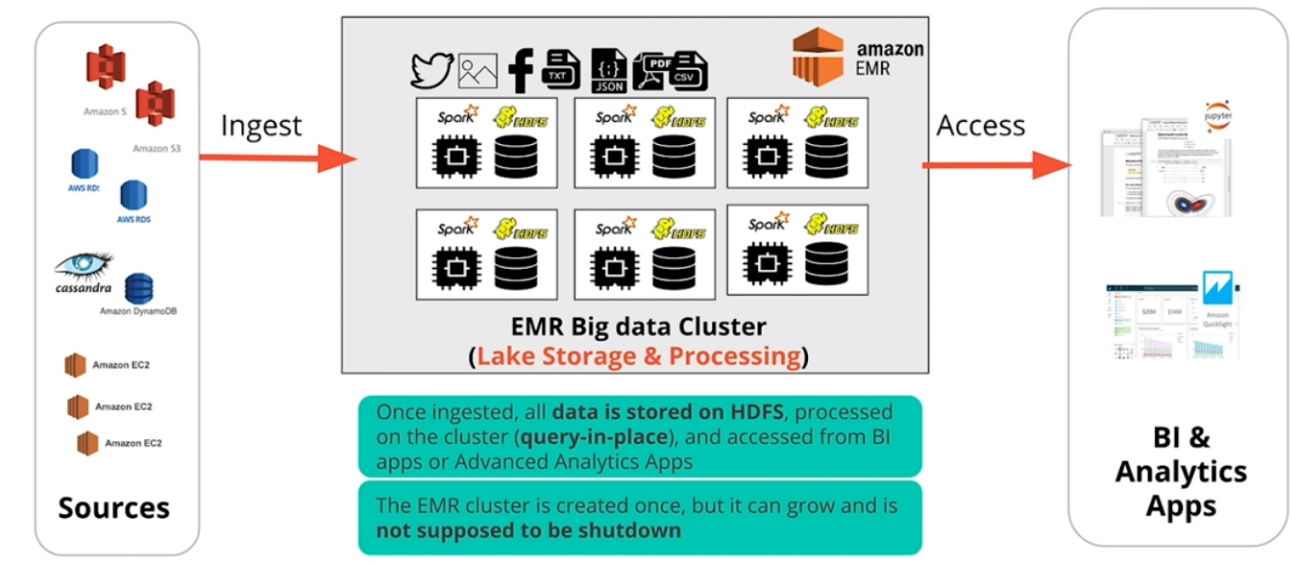 Amazon S
Amazon S3
AWS RDS
AWS RDS
cassandra
Amazon DynamoDB
Amazon EC2
Amazon EC2
Amazon EC2
Sources
Ingest
TXT
JSON
PDF
CSV
amazon
EMR
Spark HDFS
Spark HDFS
Spark HDFS
Spark HDFS
Spark HDFS
Spark HDFS
EMR Big data Cluster
(Lake Storage & Processing)
Once ingested, all data is stored on HDFS, processed
on the cluster (query-in-place), and accessed from BI
apps or Advanced Analytics Apps
The EMR cluster is created once, but it can grow and is
not supposed to be shutdown
Access
jupyter
$20M
$14M
Amazon
QuickSight
BI &
Analytics
Apps